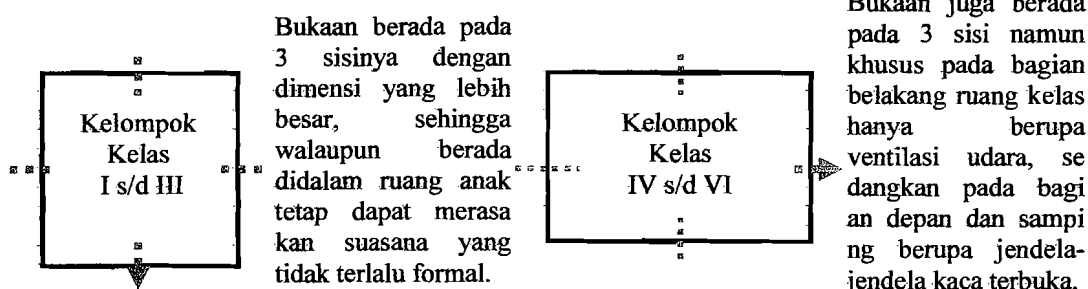 Kelompok
Kelas
I s/d III
Bukaan berada pada
3 sisinya dengan
dimensi yang lebih
besar, sehingga
walaupun berada
didalam ruang anak
tetap dapat merasa
kan suasana yang
tidak terlalu formal.
Kelompok
Kelas
IV s/d VI
Bukaan juga berada
pada 3 sisi namun
khusus pada bagian
belakang ruang kelas
hanya berupa
ventilasi udara, se
dangkan pada bagi
an depan dan sampi
ng berupa jendela-
jendela kaca terbuka.